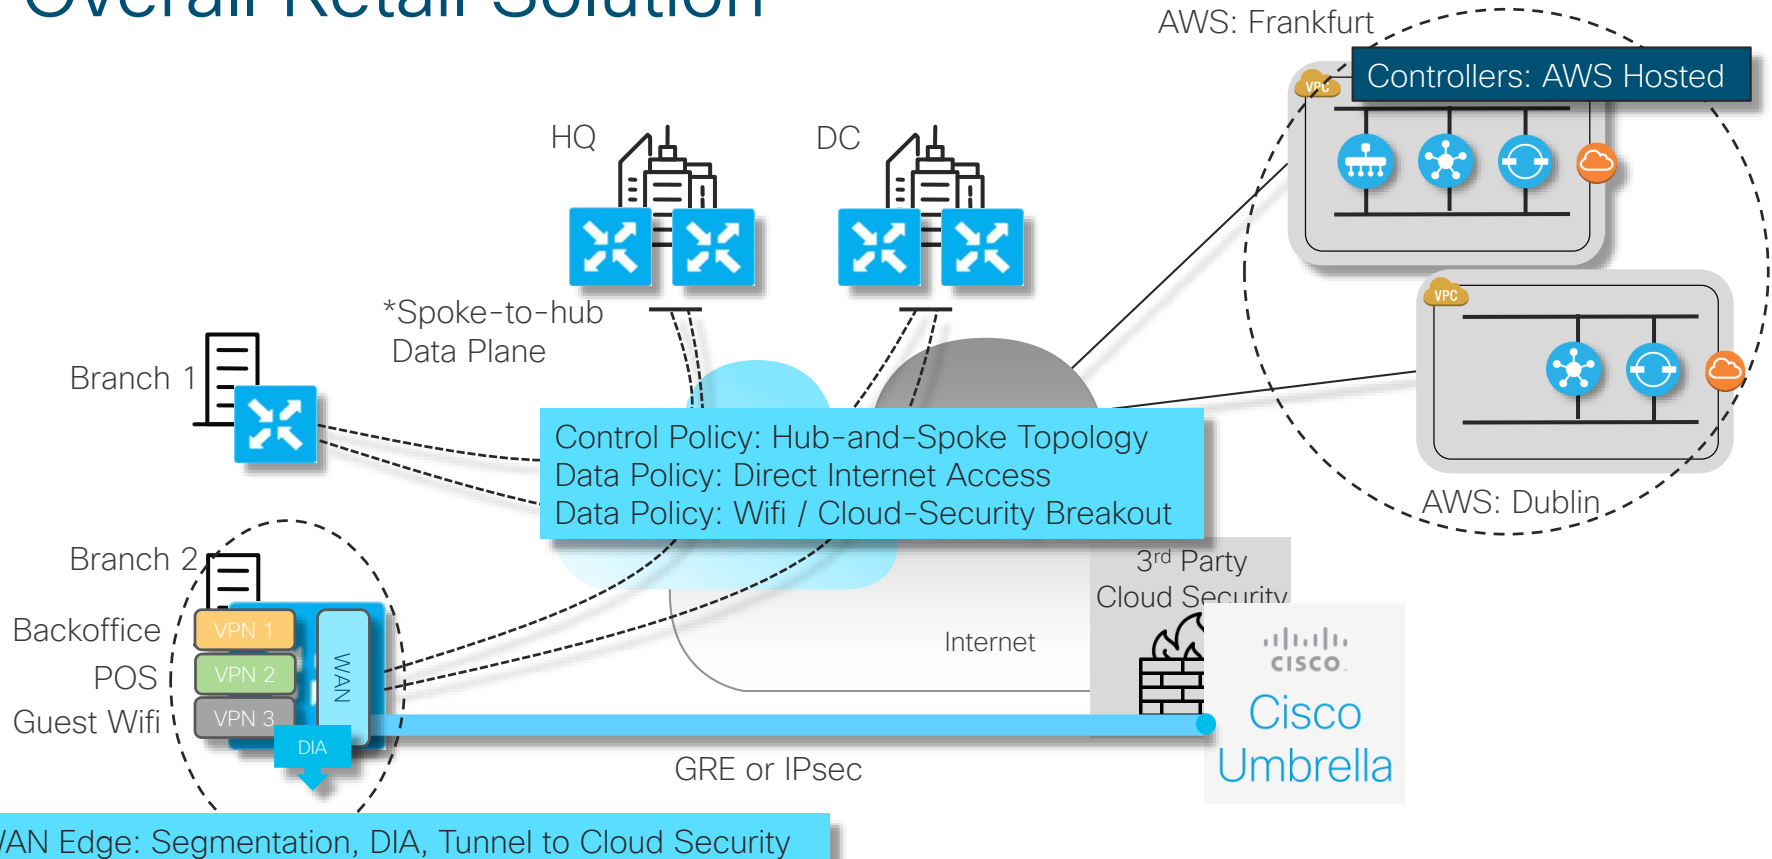 Overall Retail Solution
AWS: Frankfurt
Controllers: AWS Hosted
VPC
HQ
DC
*Spoke-to-hub
Data Plane
VPC
Branch 1
Control Policy: Hub-and-Spoke Topology
Data Policy: Direct Internet Access
Data Policy: Wifi / Cloud-Security Breakout
AWS: Dublin
Branch 2
3rd Party
Cloud Security
Backoffice
VPN 1
WAN
Internet
CISCO
POS
VPN 2
Guest Wifi
VPN 3
Cisco
Umbrella
DIA
GRE or IPsec
WAN Edge: Segmentation, DIA, Tunnel to Cloud Security